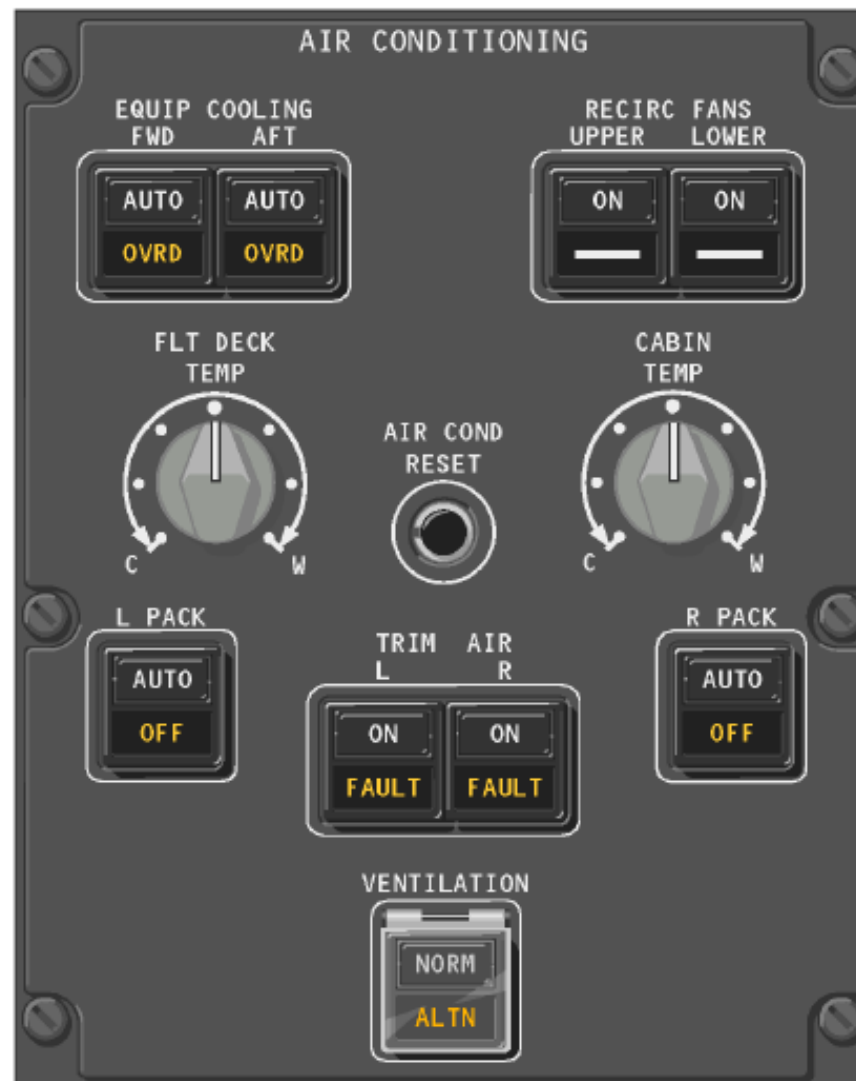 AIR CONDITIONING
EQUIP COOLING
FWD AFT
RECIRC FANS
UPPER LOWER
AUTO AUTO
OVRD OVRD
ON ON
FLT DECK
TEMP
CABIN
TEMP
AIR COND
RESET
C W
C W
L PACK
AUTO
OFF
TRIM AIR
L R
ON ON
FAULT FAULT
R PACK
AUTO
OFF
VENTILATION
NORM
ALTN